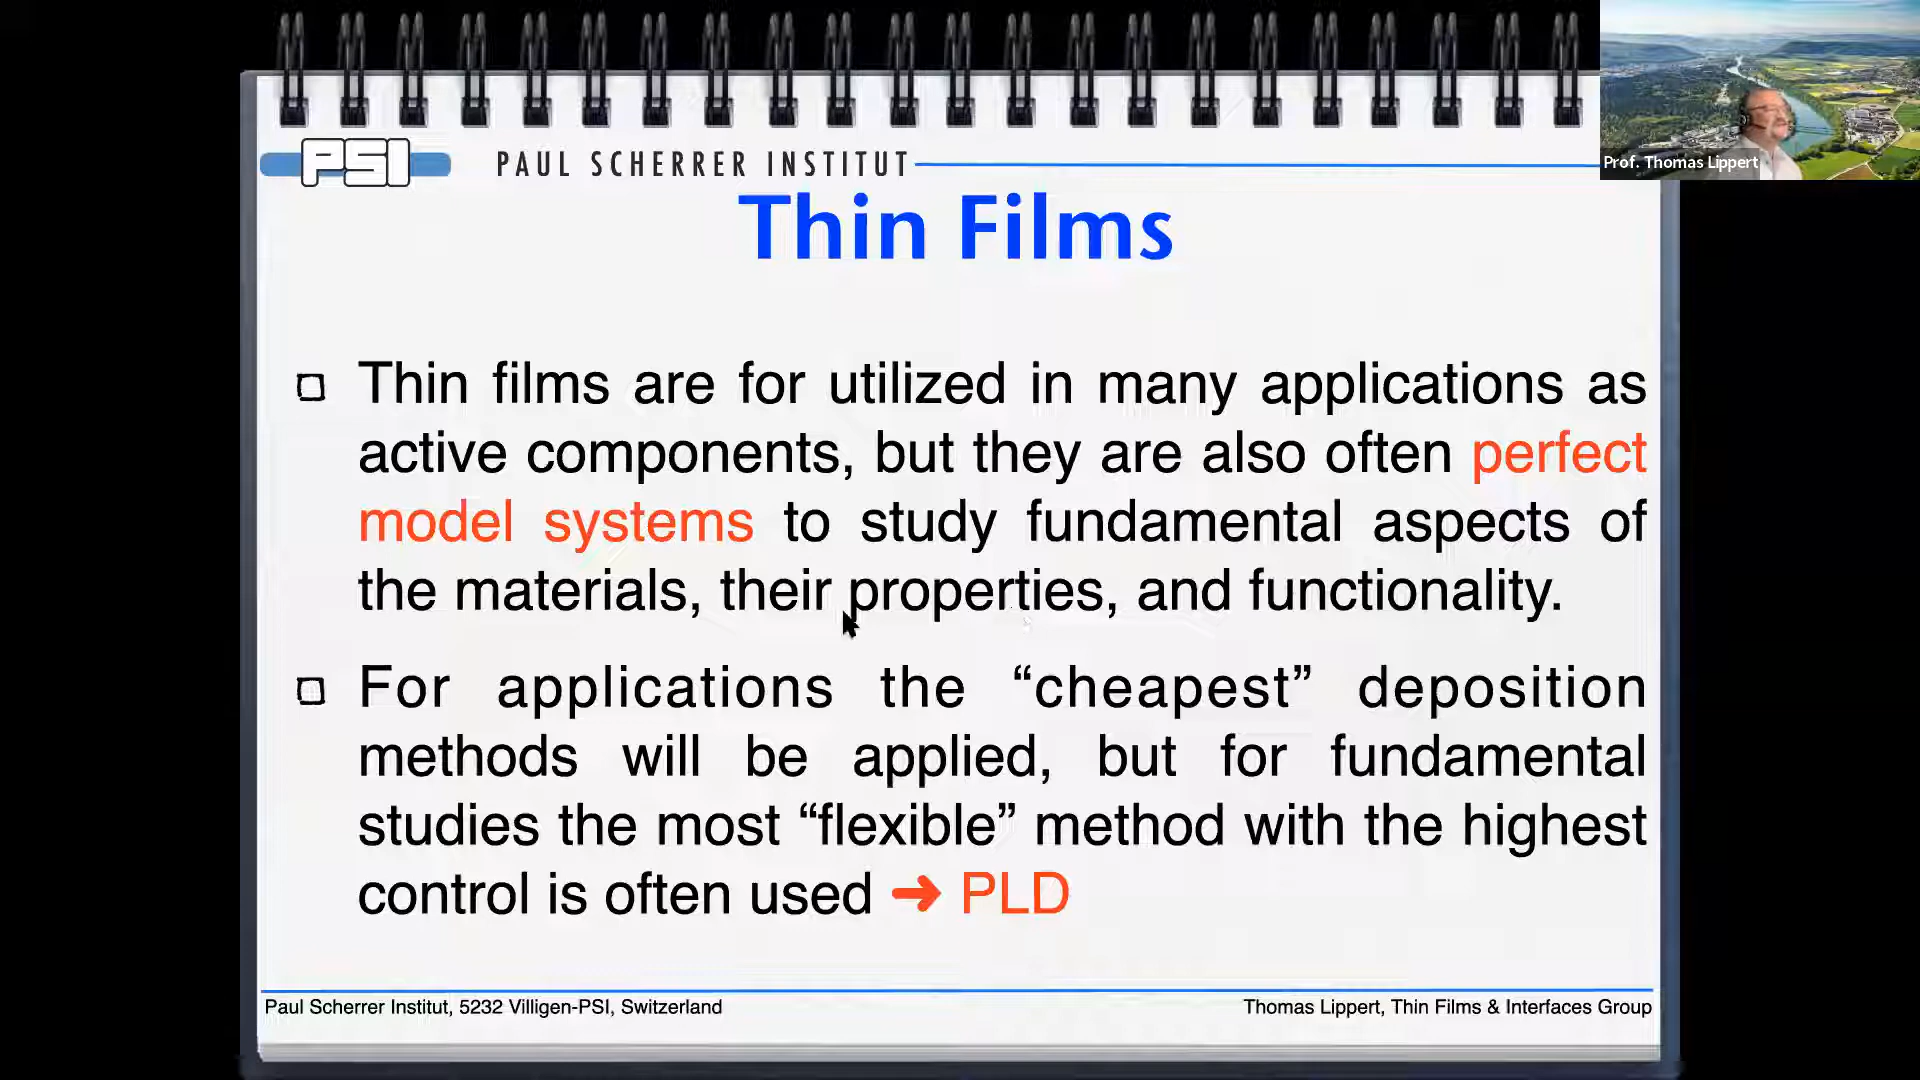 PSI
PAUL SCHERRER INSTITUT
Prof. Thomas Lippert
Thin Films
Thin films are for utilized in many applications as
active components, but they are also often perfect
model systems to study fundamental aspects of
the materials, their properties, and functionality.
For applications the “cheapest” deposition
methods will be applied, but for fundamental
studies the most “flexible” method with the highest
control is often used ➜ PLD
Paul Scherrer Institut, 5232 Villigen-PSI, Switzerland
Thomas Lippert, Thin Films & Interfaces Group